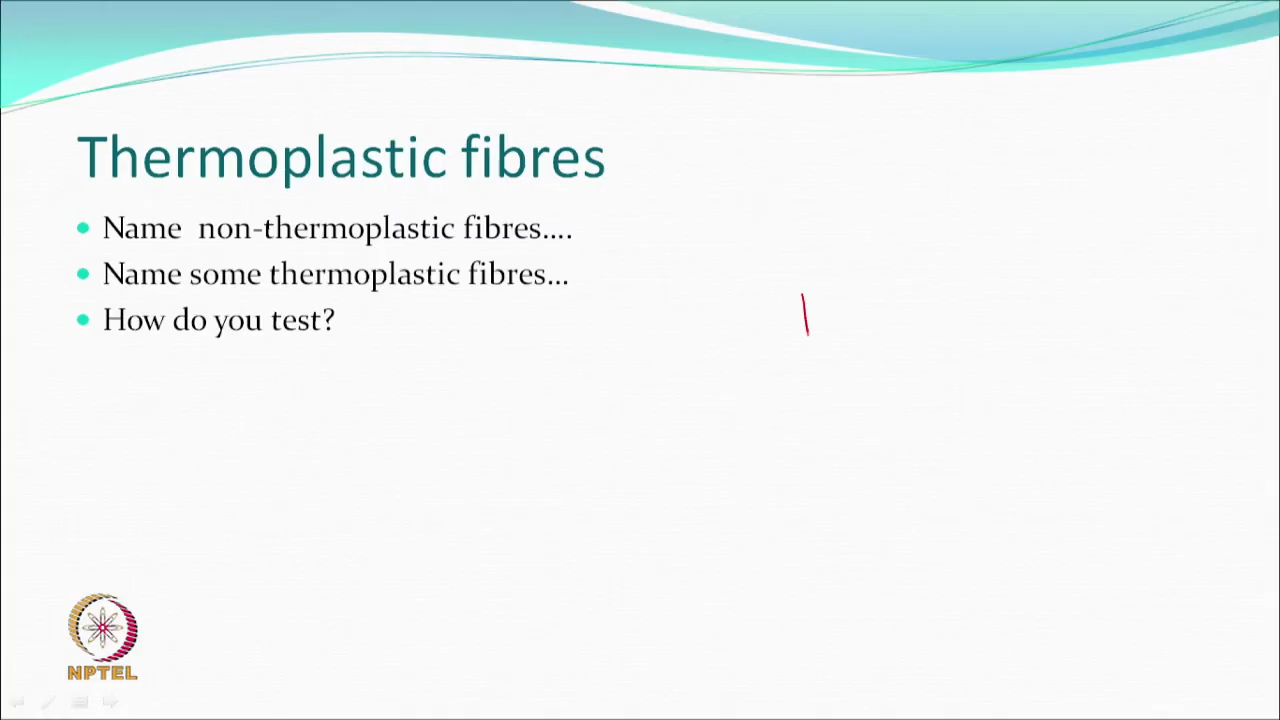 Thermoplastic fibres
Name non-thermoplastic fibres....
Name some thermoplastic fibres...
How do you test?
NPTEL